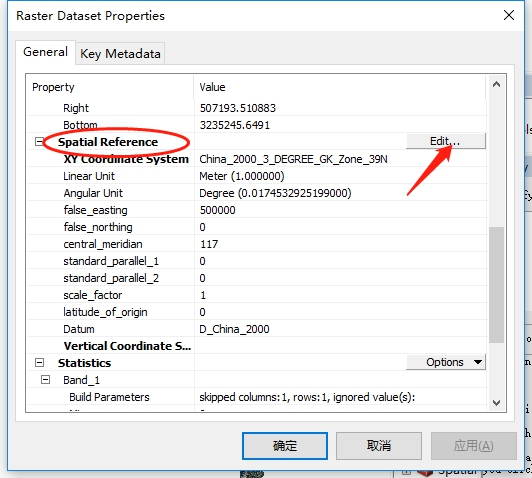 Raster Dataset Properties
General Key Metadata
Property Value
Right 507193.510883
Bottom 3235245.6491
Spatial Reference Edit...
XY Coordinate System China_2000_3_DEGREE_GK_Zone_39N
Linear Unit Meter (1.000000)
Angular Unit Degree (0.0174532925199000)
false_easting 500000
false_northing 0
central_meridian 117
standard_parallel_1 0
standard_parallel_2 0
scale_factor 1
latitude_of_origin 0
Datum D_China_2000
Vertical Coordinate S...
Statistics Options
Band_1
Build Parameters skipped columns:1, rows:1, ignored value(s):
确定 取消 应用(A)